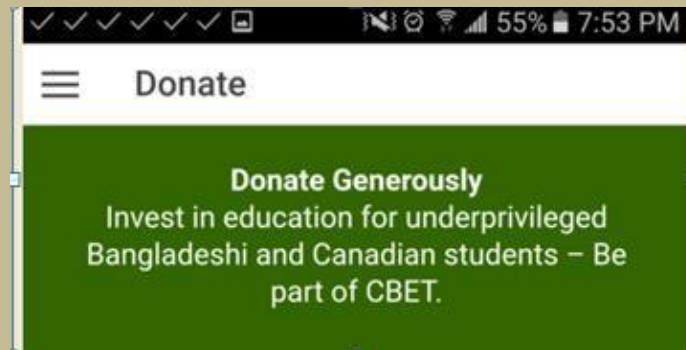 55% 7:53 PM
Donate
Donate Generously
Invest in education for underprivileged
Bangladeshi and Canadian students – Be
part of CBET.